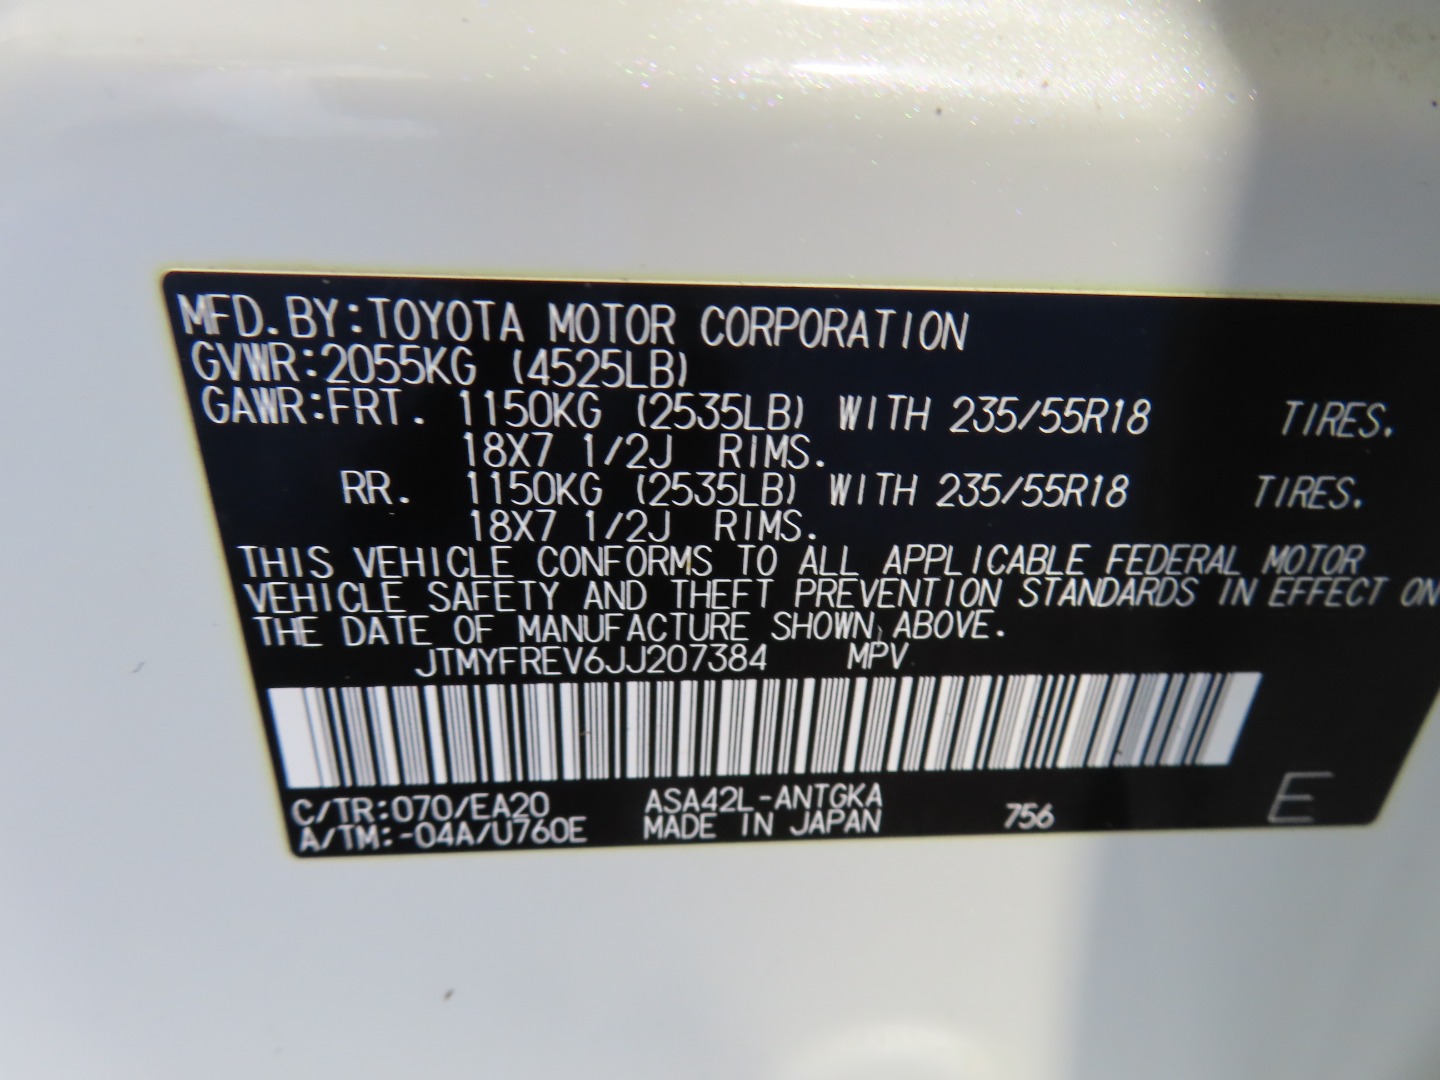 MFD. BY: TOYOTA MOTOR CORPORATION
GVWR: 2055KG (4525LB)
GAWR: FRT. 1150KG (2535LB) WITH 235/55R18 TIRES.
18X7 1/2J RIMS.
RR. 1150KG (2535LB) WITH 235/55R18 TIRES.
18X7 1/2J RIMS.
THIS VEHICLE CONFORMS TO ALL APPLICABLE FEDERAL MOTOR
VEHICLE SAFETY AND THEFT PREVENTION STANDARDS IN EFFECT ON
THE DATE OF MANUFACTURE SHOWN ABOVE.
JTMYFREV6JJ207384 MPV
C/TR:070/EA20 ASA42L-ANTGKA 756 E
A/TM:-04A/U760E MADE IN JAPAN